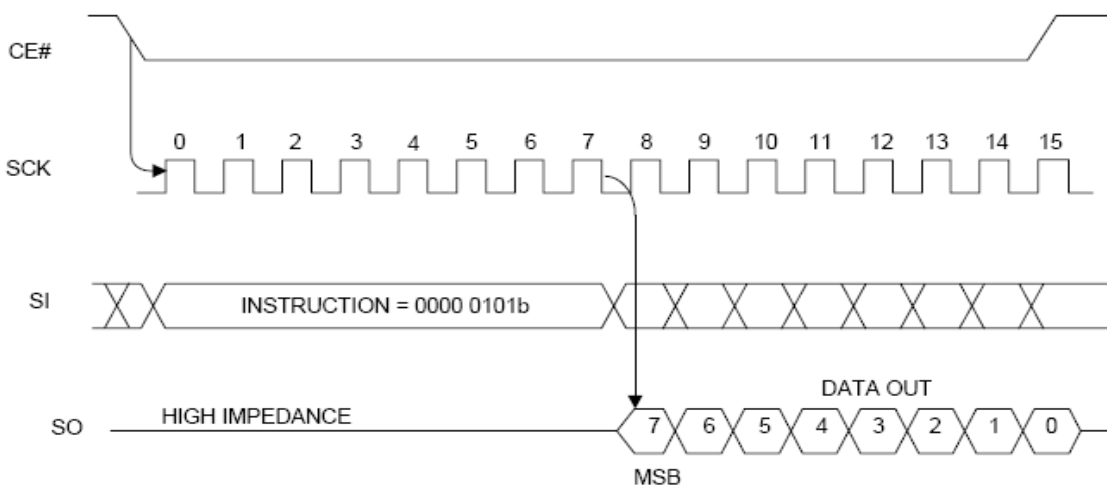 CE#
0 1 2 3 4 5 6 7 8 9 10 11 12 13 14 15
SCK
SI INSTRUCTION = 0000 0101b
DATA OUT
HIGH IMPEDANCE
SO 7 6 5 4 3 2 1 0
MSB